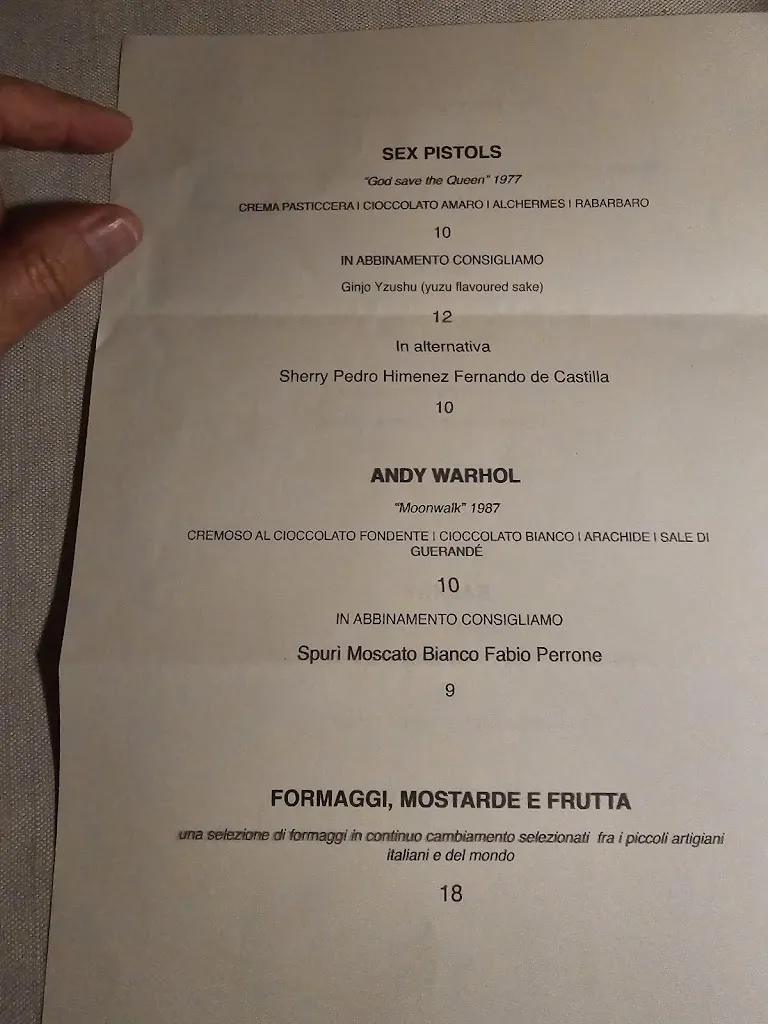 SEX PISTOLS
"God save the Queen" 1977
CREMA PASTICCERA I CIOCCOLATO AMARO I ALCHERMES I RABARBARO
10
IN ABBINAMENTO CONSIGLIAMO
Ginjo Yzushu (yuzu flavoured sake)
12
In alternativa
Sherry Pedro Himenez Fernando de Castilla
10
ANDY WARHOL
"Moonwalk" 1987
CREMOSO AL CIOCCOLATO FONDENTE I CIOCCOLATO BIANCO I ARACHIDE I SALE DI
GUERANDÉ
10
IN ABBINAMENTO CONSIGLIAMO
Spurì Moscato Bianco Fabio Perrone
9
FORMAGGI, MOSTARDE E FRUTTA
una selezione di formaggi in continuo cambiamento selezionati fra i piccoli artigiani
italiani e del mondo
18